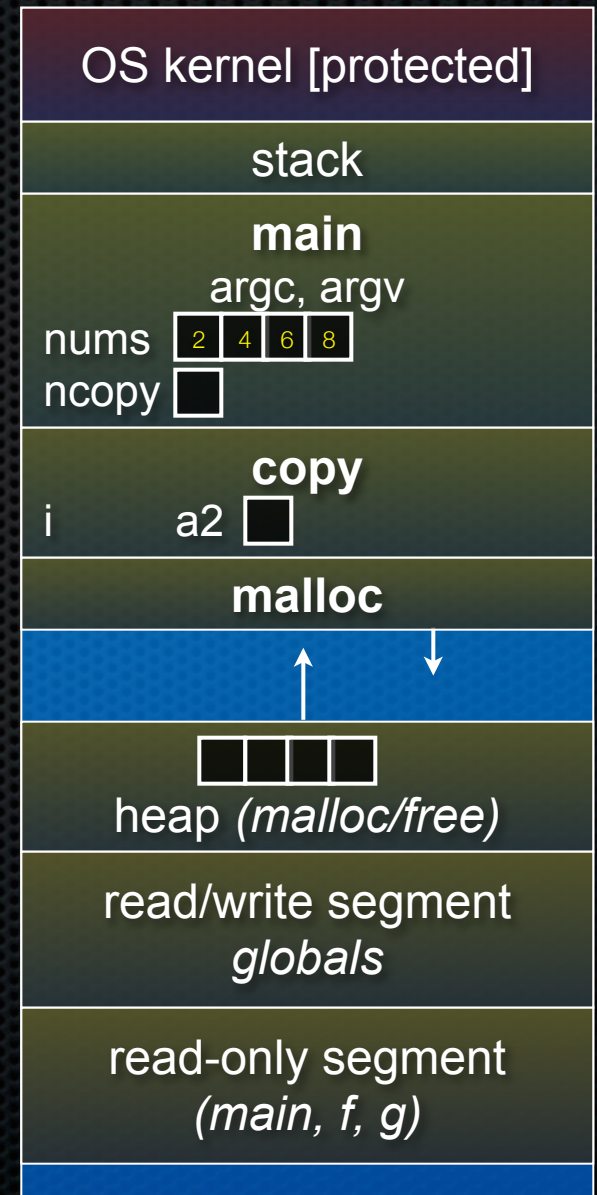 OS kernel [protected]
stack
main
argc, argv
nums 2 4 6 8
ncopy
copy
i a2
malloc
heap (malloc/free)
read/write segment
globals
read-only segment
(main, f, g)